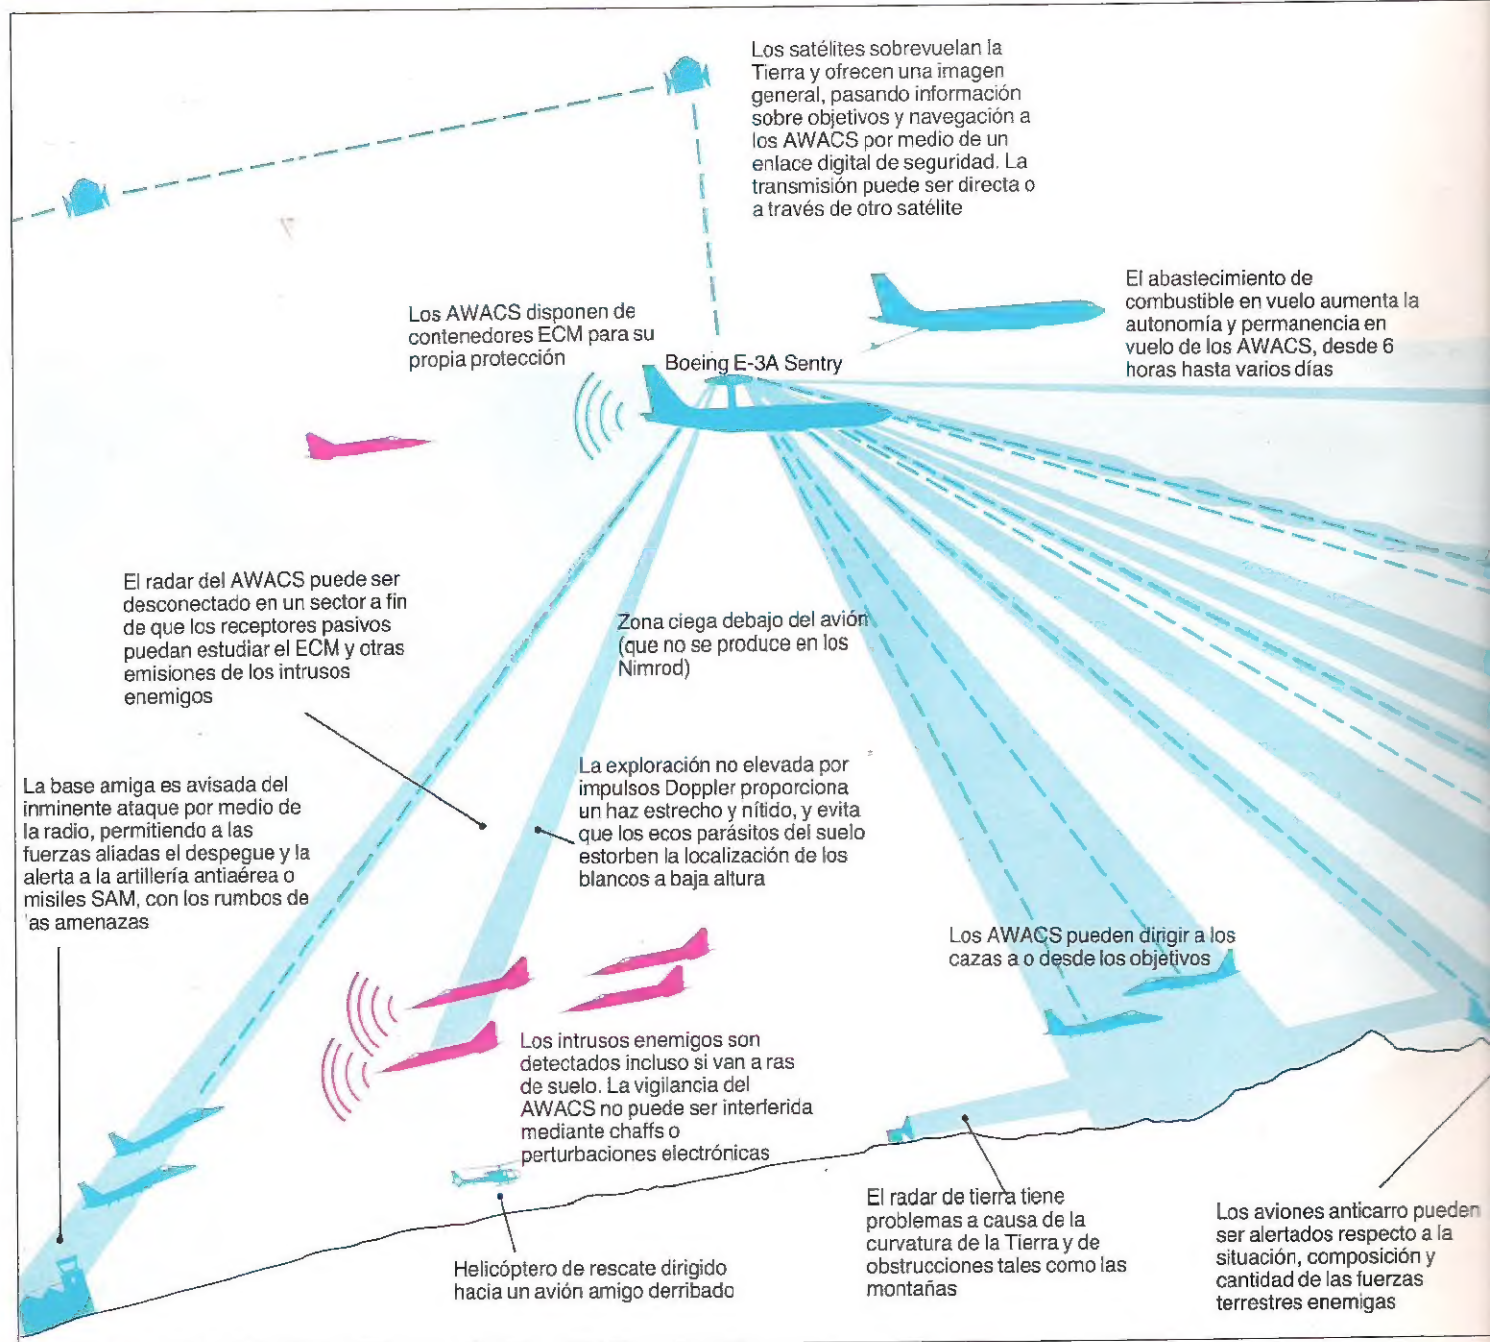 Los satélites sobrevuelan la
Tierra y ofrecen una imagen
general, pasando información
sobre objetivos y navegación a
los AWACS por medio de un
enlace digital de seguridad. La
transmisión puede ser directa o
a través de otro satélite
El abastecimiento de
combustible en vuelo aumenta la
autonomía y permanencia en
vuelo de los AWACS, desde 6
horas hasta varios días
Los AWACS disponen de
contenedores ECM para su
propia protección
Boeing E-3A Sentry
El radar del AWACS puede ser
desconectado en un sector a fin
de que los receptores pasivos
puedan estudiar el ECM y otras
emisiones de los intrusos
enemigos
Zona ciega debajo del avión
(que no se produce en los
Nimrod)
La base amiga es avisada del
inminente ataque por medio de
la radio, permitiendo a las
fuerzas aliadas el despegue y la
alerta a la artillería antiaérea o
misiles SAM, con los rumbos de
as amenazas
La exploración no elevada por
impulsos Doppler proporciona
un haz estrecho y nítido, y evita
que los ecos parásitos del suelo
estorben la localización de los
blancos a baja altura
Los AWACS pueden dirigir a los
cazas a o desde los objetivos
Los intrusos enemigos son
detectados incluso si van a ras
de suelo. La vigilancia del
AWACS no puede ser interferida
mediante chaffs o
perturbaciones electrónicas
Helicóptero de rescate dirigido
hacia un avión amigo derribado
El radar de tierra tiene
problemas a causa de la
curvatura de la Tierra y de
obstrucciones tales como las
montañas
Los aviones anticarro pueden
ser alertados respecto a la
situación, composición y
cantidad de las fuerzas
terrestres enemigas